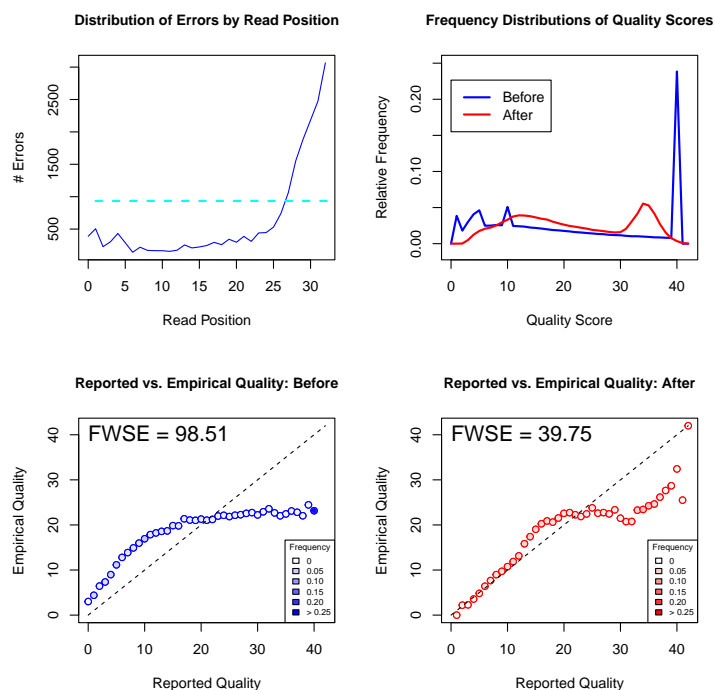 Distribution of Errors by Read Position
# Errors
500
1500
2500
0
5
10
15
20
25
30
Read Position
Frequency Distributions of Quality Scores
Relative Frequency
0.00
0.10
0.20
Before
After
0
10
20
30
40
Quality Score
Reported vs. Empirical Quality: Before
Empirical Quality
0
10
20
30
40
FWSE = 98.51
Frequency
0
0.05
0.10
0.15
0.20
> 0.25
0
10
20
30
40
Reported Quality
Reported vs. Empirical Quality: After
Empirical Quality
0
10
20
30
40
FWSE = 39.75
Frequency
0
0.05
0.10
0.15
0.20
> 0.25
0
10
20
30
40
Reported Quality